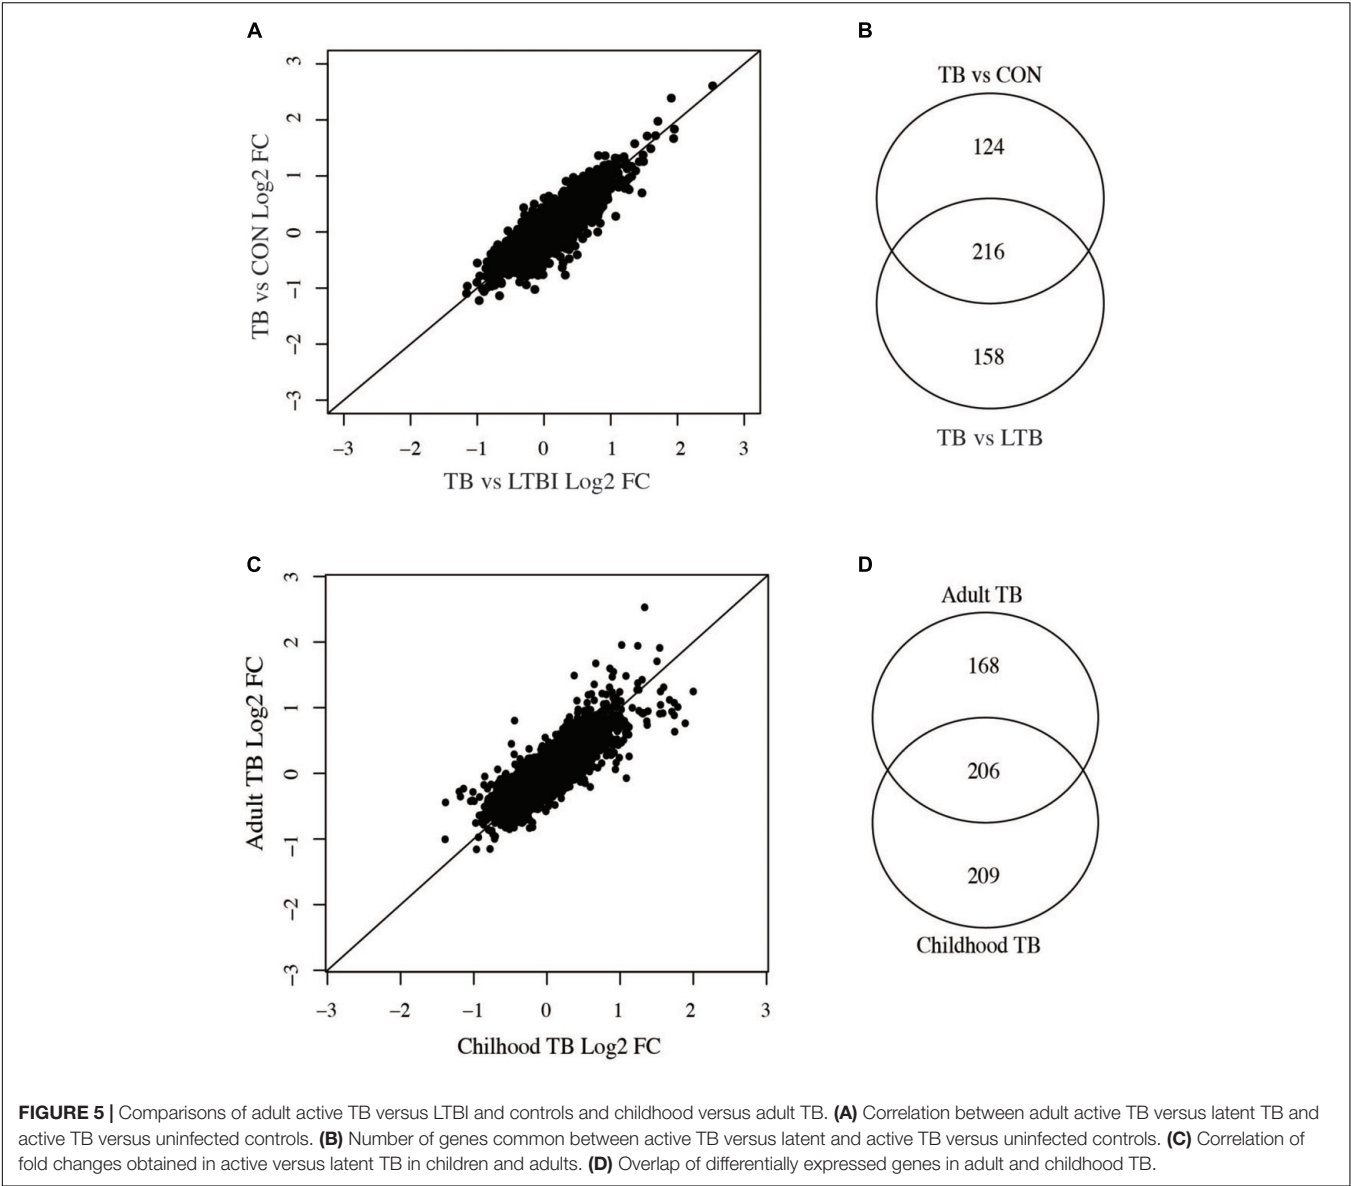 A
3
2
1
0
−1
−2
−3
TB vs CON Log2 FC
−3 −2 −1 0 1 2 3
TB vs LTBI Log2 FC
B
TB vs CON
124
216
158
TB vs LTB
C
3
2
1
0
−1
−2
−3
Adult TB Log2 FC
−3 −2 −1 0 1 2 3
Chilhood TB Log2 FC
D
Adult TB
168
206
209
Childhood TB
FIGURE 5 | Comparisons of adult active TB versus LTBI and controls and childhood versus adult TB. (A) Correlation between adult active TB versus latent TB and
active TB versus uninfected controls. (B) Number of genes common between active TB versus latent and active TB versus uninfected controls. (C) Correlation of
fold changes obtained in active versus latent TB in children and adults. (D) Overlap of differentially expressed genes in adult and childhood TB.